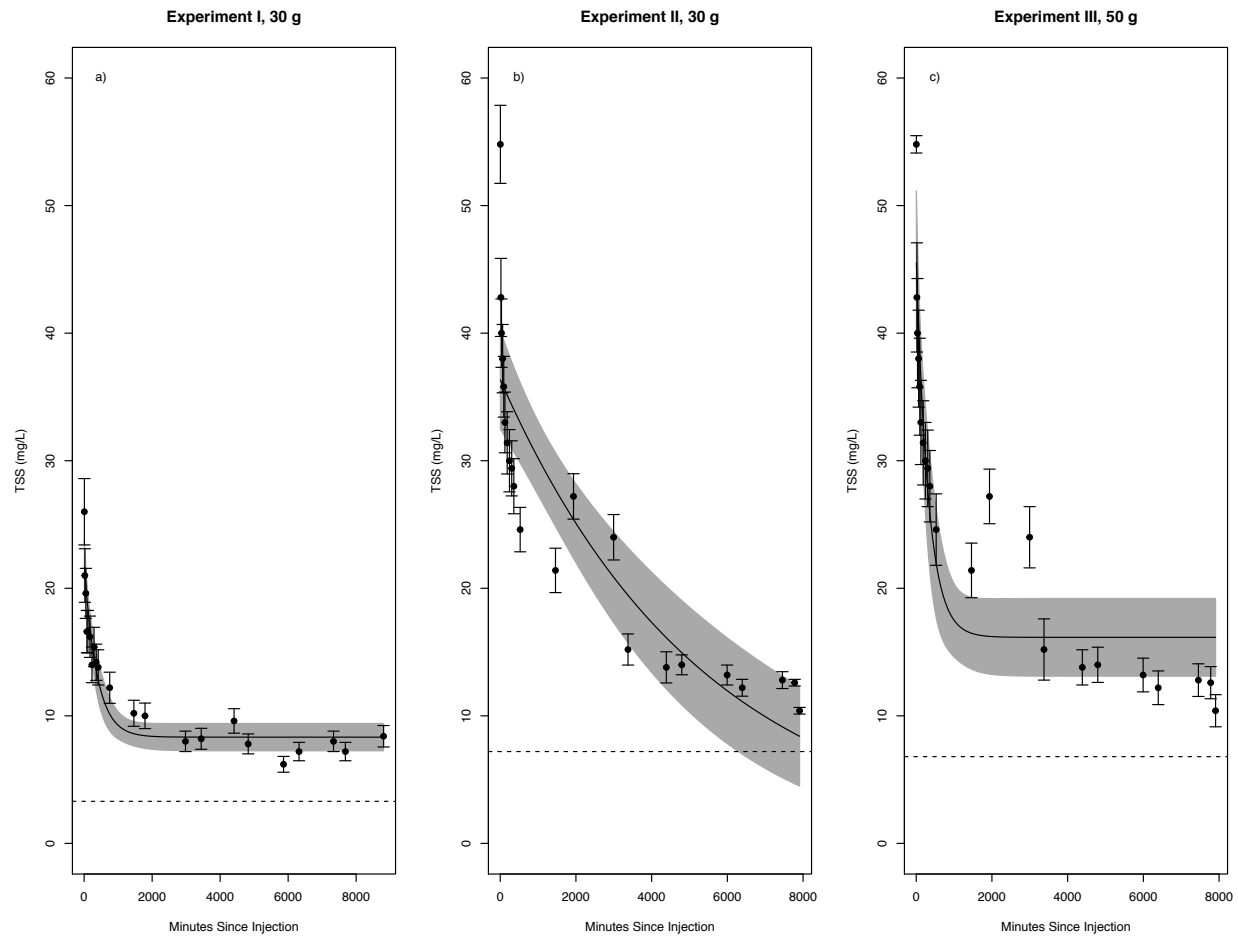 Experiment I, 30 g
a)
60
50
40
30
20
10
0
TSS (mg/L)
0 2000 4000 6000 8000
Minutes Since Injection
Experiment II, 30 g
b)
60
50
40
30
20
10
0
TSS (mg/L)
0 2000 4000 6000 8000
Minutes Since Injection
Experiment III, 50 g
c)
60
50
40
30
20
10
0
TSS (mg/L)
0 2000 4000 6000 8000
Minutes Since Injection